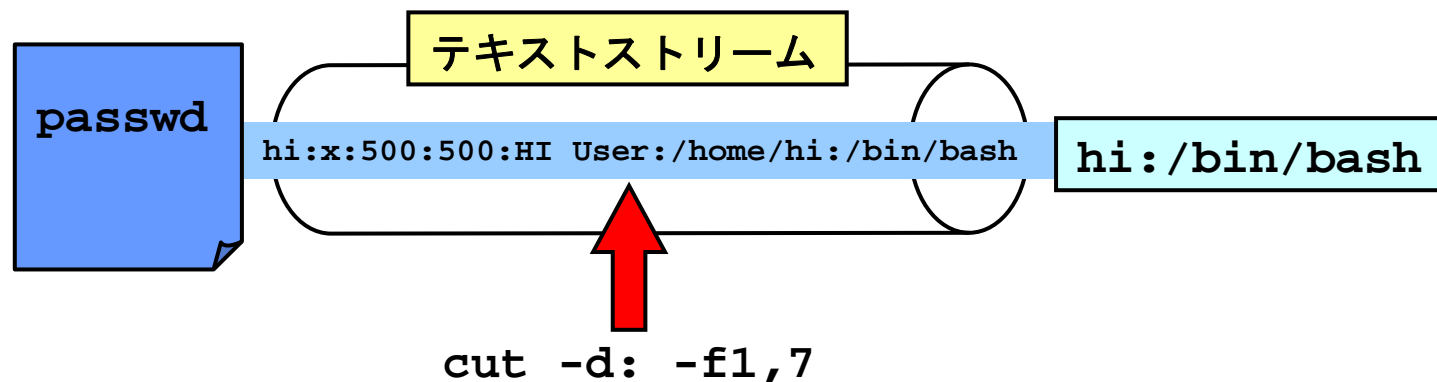 テキストストリーム
passwd
hi:x:500:500:HI User:/home/hi:/bin/bash
hi:/bin/bash
cut -d: -f1,7